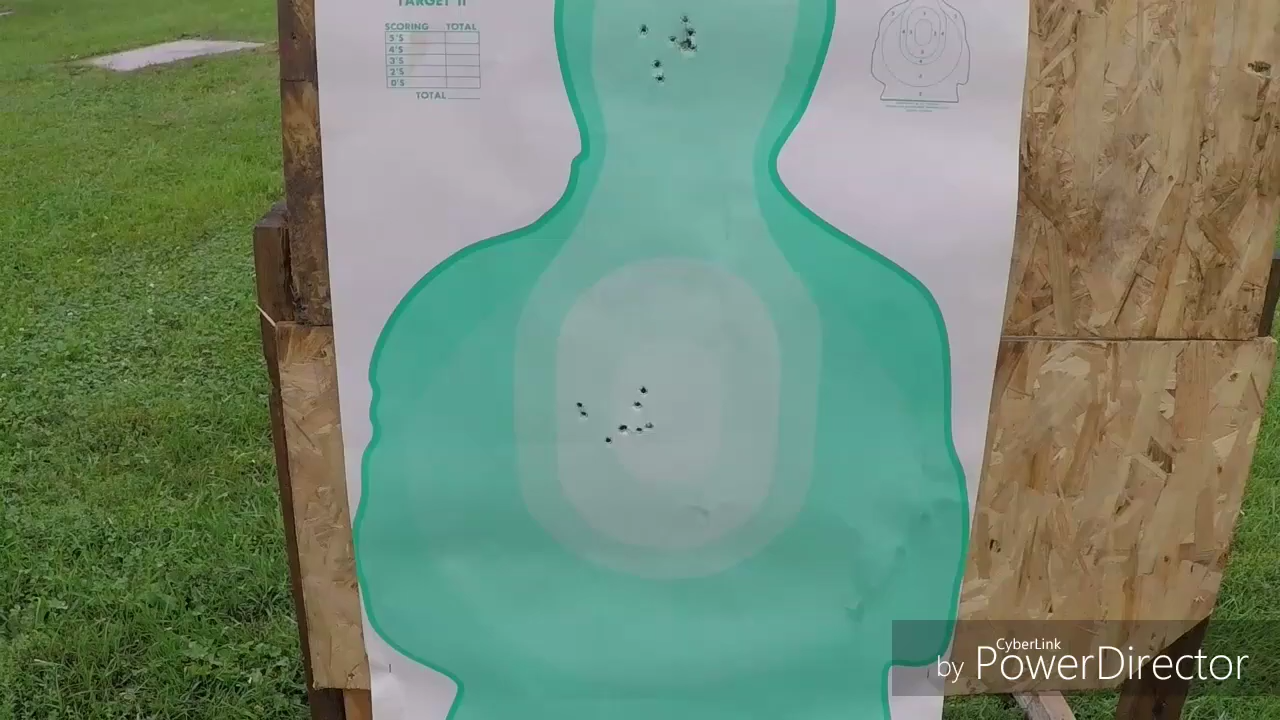 TARGET II
SCORING TOTAL
5'S
4'S
3'S
2'S
0'S
TOTAL
CyberLink
by PowerDirector